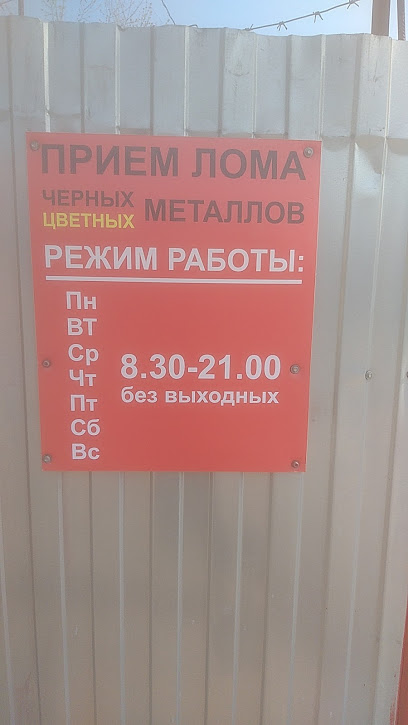 ПРИЕМ ЛОМА
ЧЕРНЫХ
ЦВЕТНЫХ МЕТАЛЛОВ
РЕЖИМ РАБОТЫ:
Пн
ВТ
Ср
Чт
Пт
Сб
Вс
8.30-21.00
без выходных